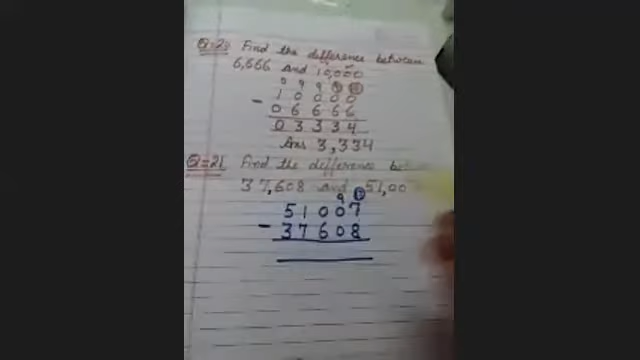 Q=20 Find the difference between
6,666 and 10,000
0 9 9 9 10
1 0 0 0 0
- 0 6 6 6 6
0 3 3 3 4
Ans 3,334
Q=21 Find the difference
37,608 and 51,00
9
5 1 0 0 7
- 3 7 6 0 8